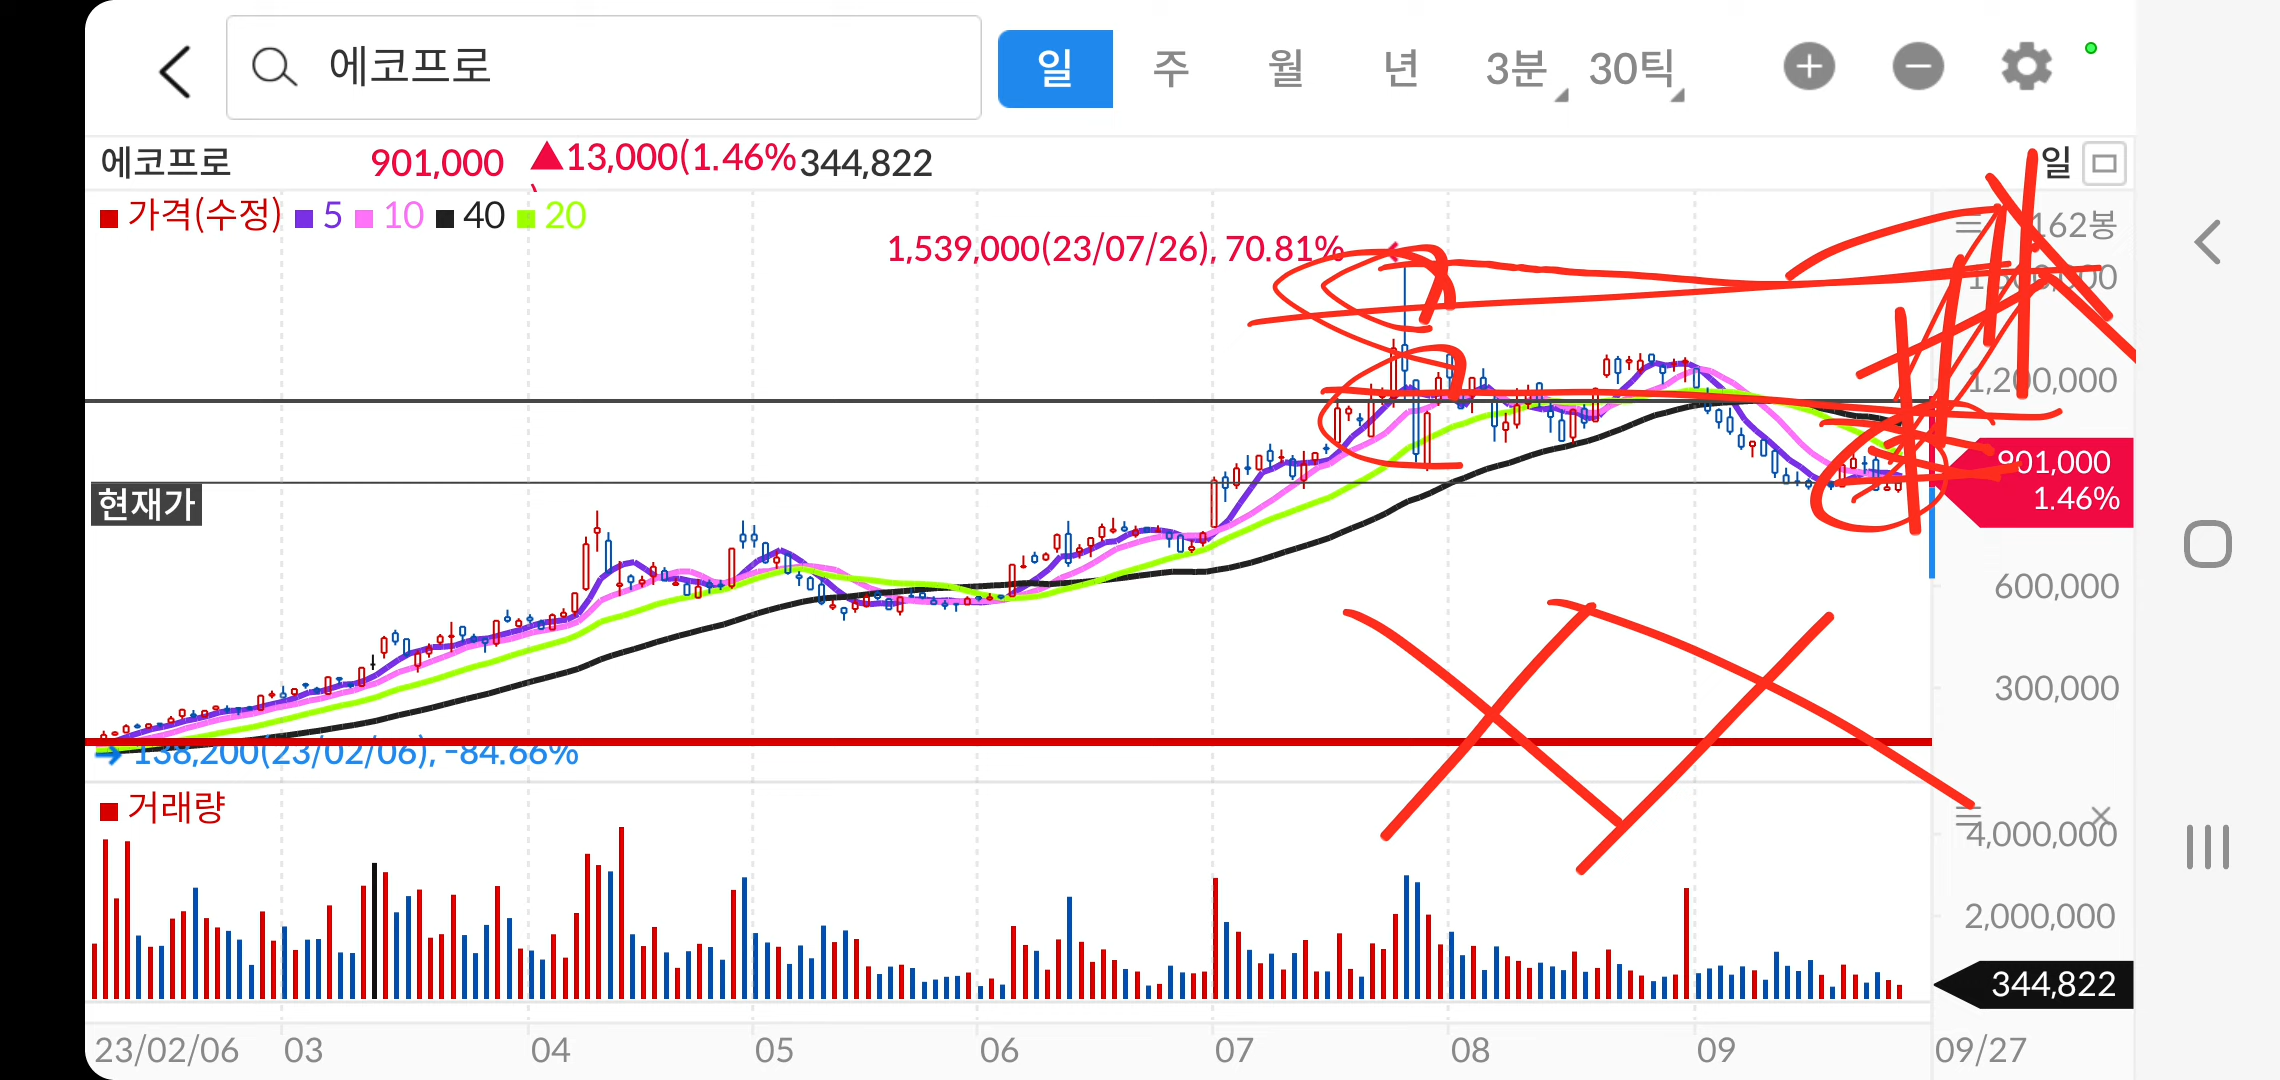 에코프로
일 주 월 년 3분 30틱
에코프로 901,000 ▲13,000(1.46%) 344,822 일
가격(수정) 5 10 40 20
162봉
1,539,000(23/07/26), 70.81%
1,200,000
901,000
1.46%
현재가
600,000
300,000
138,200(23/02/06), -84.66%
거래량
4,000,000
2,000,000
344,822
23/02/06 03 04 05 06 07 08 09 09/27